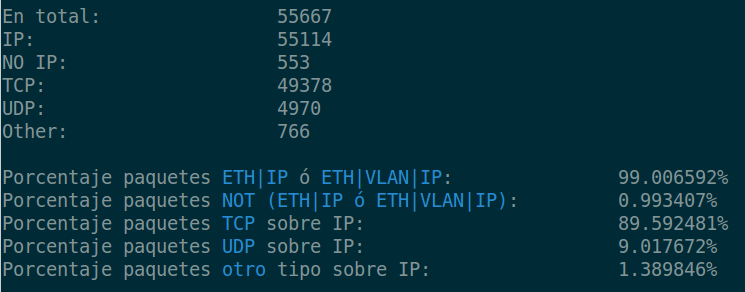 En total: 55667
IP: 55114
NO IP: 553
TCP: 49378
UDP: 4970
Other: 766
Porcentaje paquetes ETH|IP ó ETH|VLAN|IP: 99.006592%
Porcentaje paquetes NOT (ETH|IP ó ETH|VLAN|IP): 0.993407%
Porcentaje paquetes TCP sobre IP: 89.592481%
Porcentaje paquetes UDP sobre IP: 9.017672%
Porcentaje paquetes otro tipo sobre IP: 1.389846%